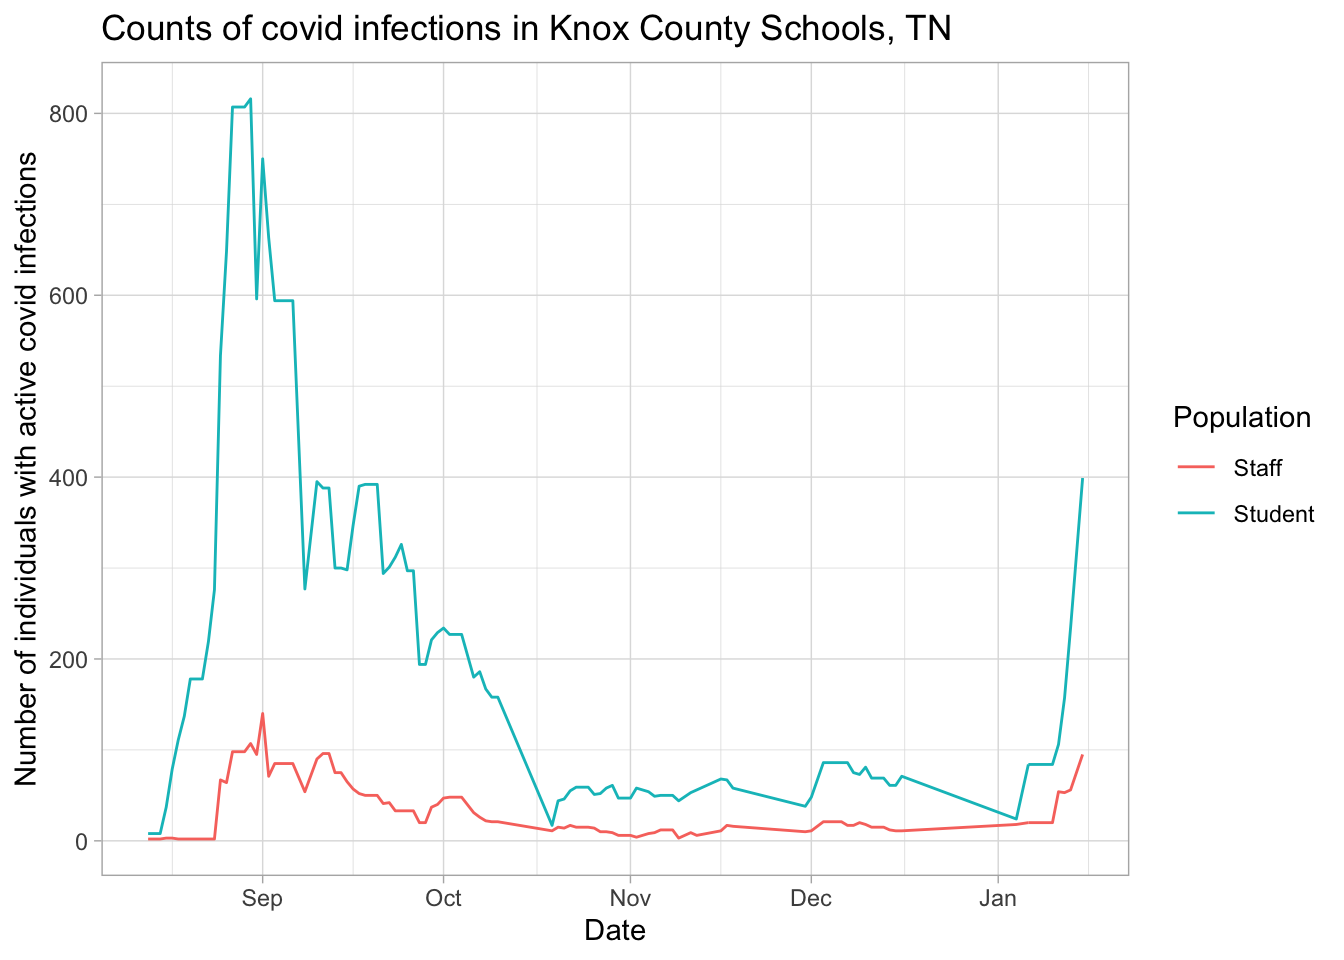 Counts of covid infections in Knox County Schools, TN
Number of individuals with active covid infections
800
600
400
200
0
Sep
Oct
Nov
Dec
Jan
Date
Population
Staff
Student